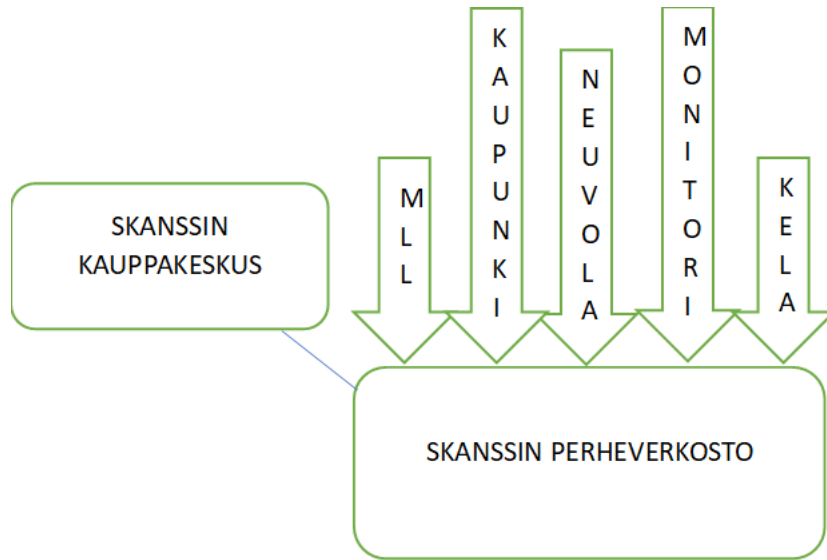 SKANSSIN
KAUPPAKESKUS
MLL
KAUPUNKI
NEUVOLA
MONITORI
KELA
SKANSSIN PERHEVERKOSTO